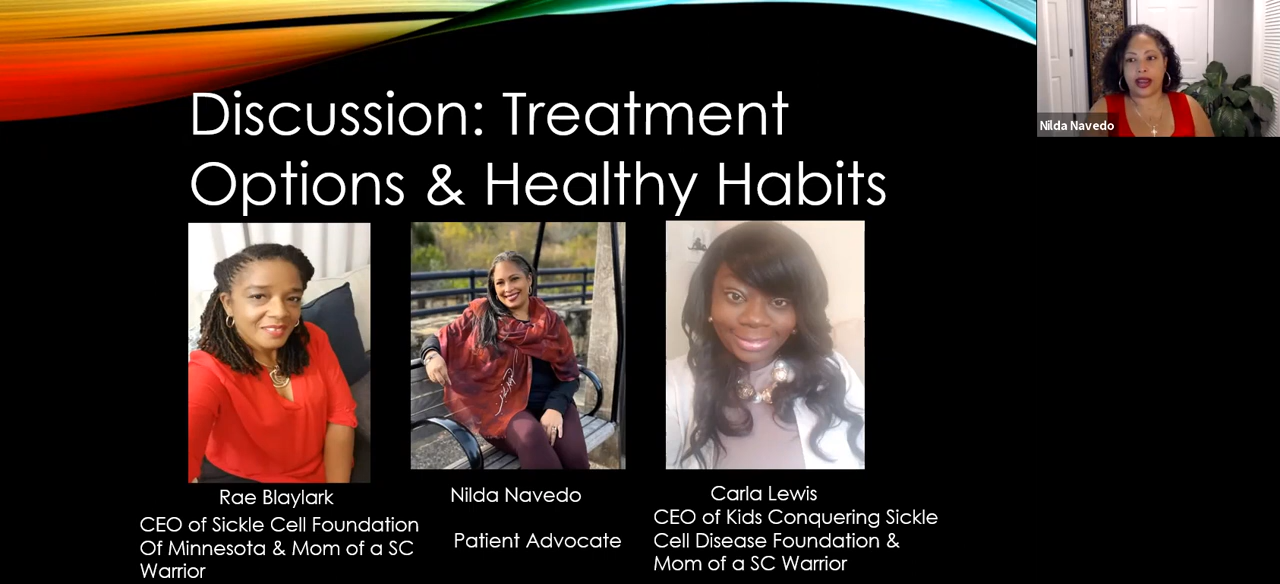 Discussion: Treatment
Options & Healthy Habits
Nilda Navedo
Rae Blaylark
CEO of Sickle Cell Foundation
Of Minnesota & Mom of a SC
Warrior
Nilda Navedo
Patient Advocate
Carla Lewis
CEO of Kids Conquering Sickle
Cell Disease Foundation &
Mom of a SC Warrior